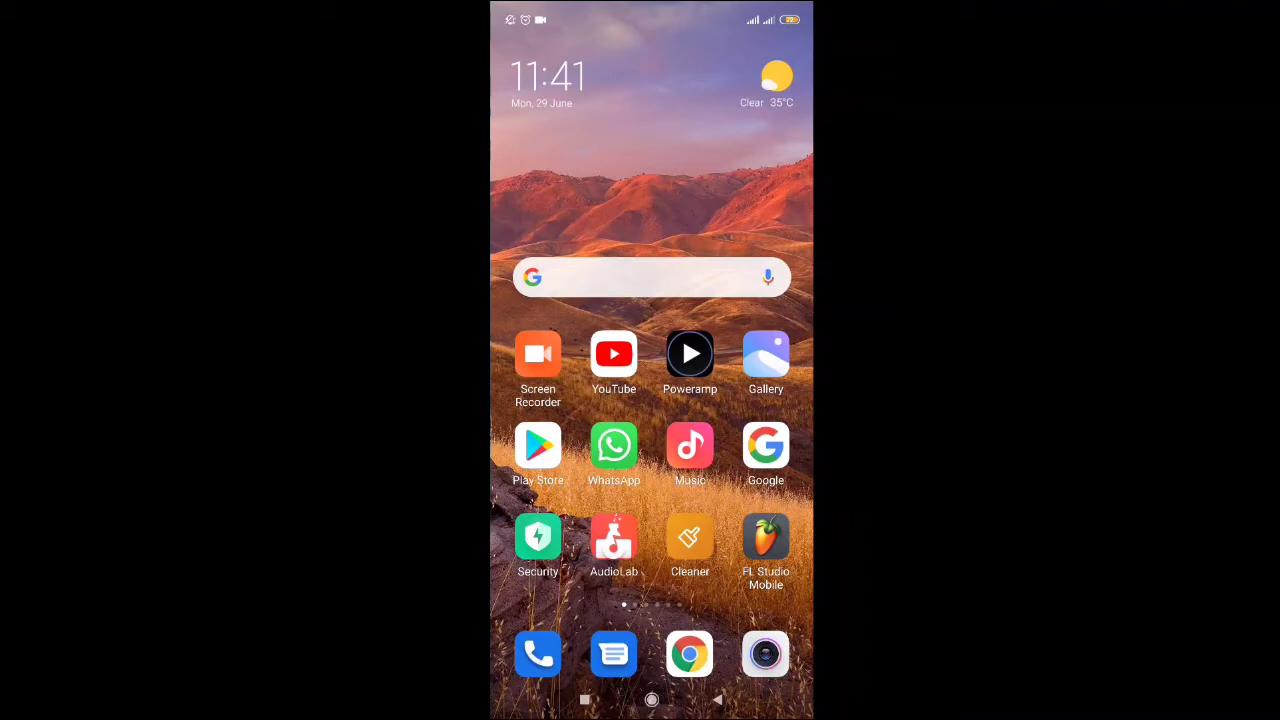 11:41
Mon, 29 June
Clear 35°C
Screen Recorder
YouTube
Poweramp
Gallery
Play Store
WhatsApp
Music
Google
Security
AudioLab
Cleaner
FL Studio Mobile